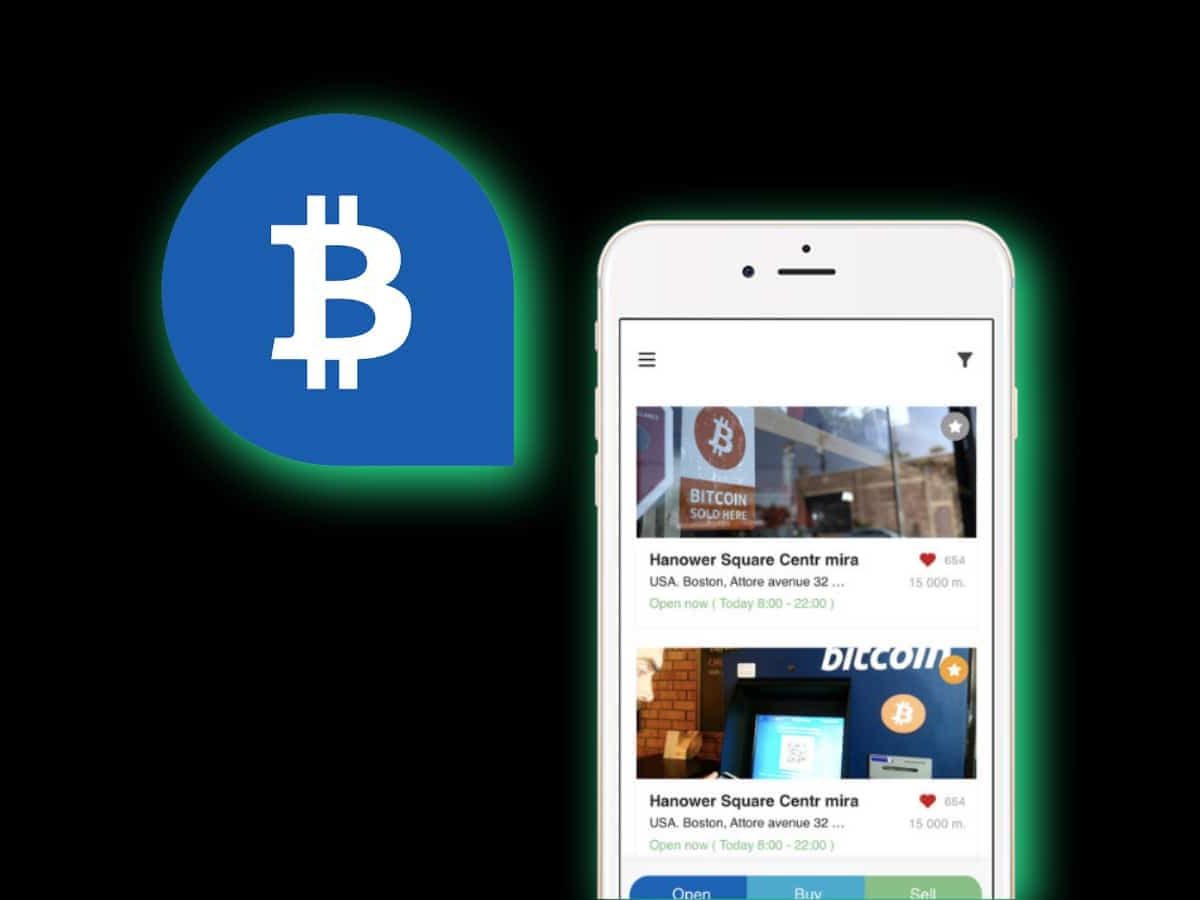 BITCOIN
SOLD HERE
Hanower Square Centr mira
654
USA. Boston, Attore avenue 32 ...
15 000 m.
Open now ( Today 8:00 - 22:00 )
bitcoin
Hanower Square Centr mira
654
USA. Boston, Attore avenue 32 ...
15 000 m.
Open now ( Today 8:00 - 22:00 )
Open
Buy
Sell